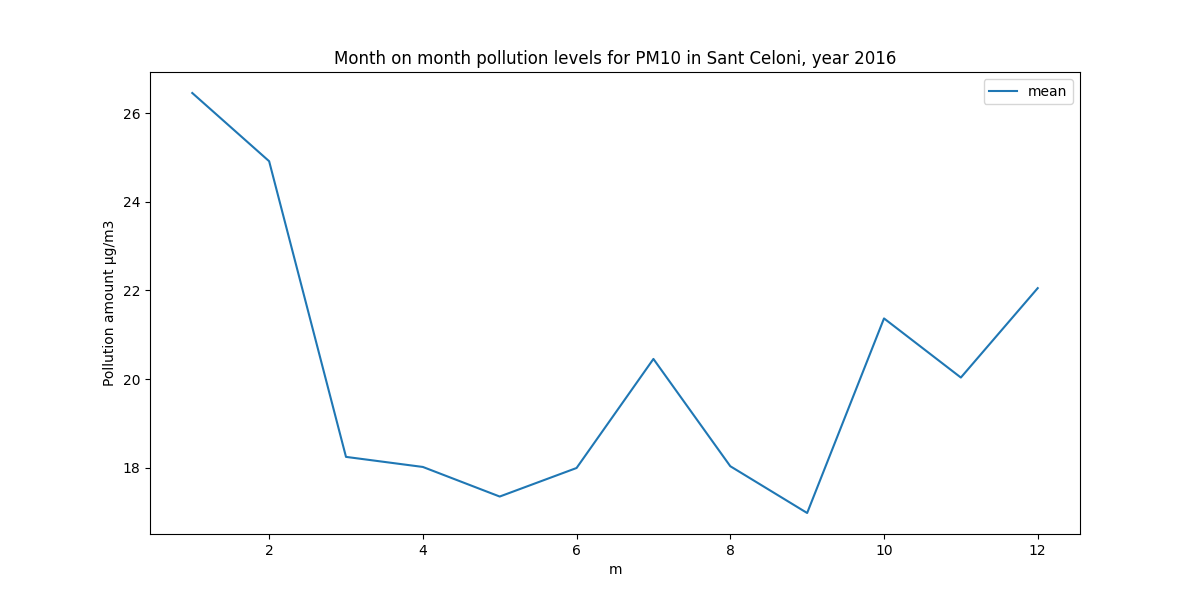 Month on month pollution levels for PM10 in Sant Celoni, year 2016
mean
26
24
22
20
18
Pollution amount µg/m3
2 4 6 8 10 12
m